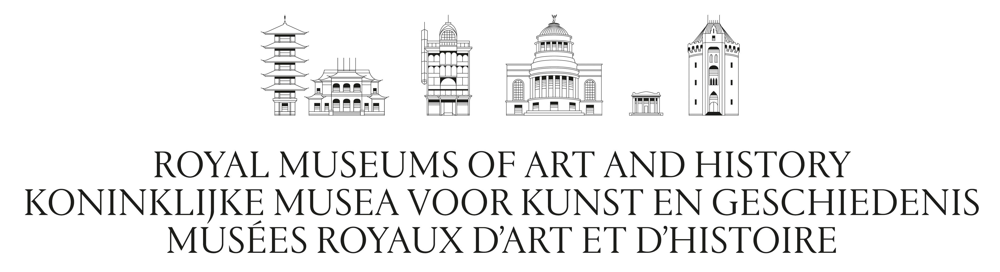 ROYAL MUSEUMS OF ART AND HISTORY
KONINKLIJKE MUSEA VOOR KUNST EN GESCHIEDENIS
MUSÉES ROYAUX D’ART ET D’HISTOIRE